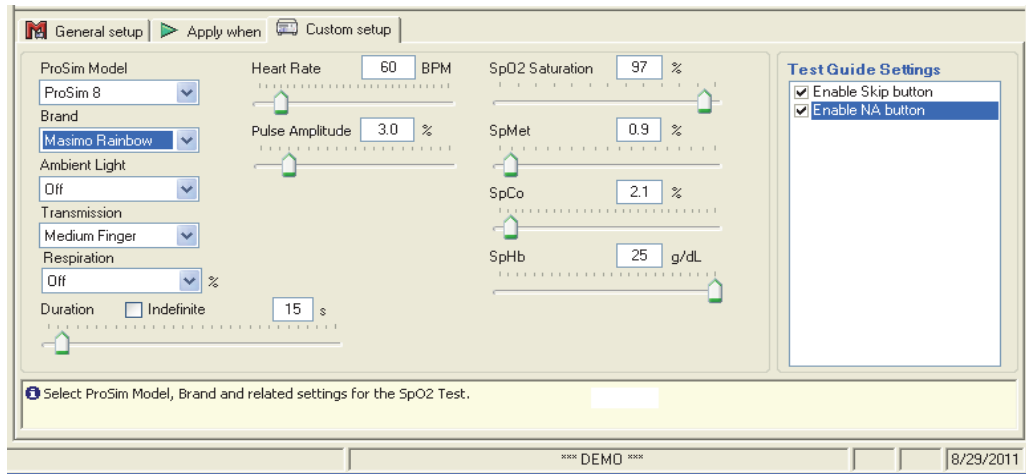 General setup Apply when Custom setup
ProSim Model
ProSim 8
Brand
Masimo Rainbow
Ambient Light
Off
Transmission
Medium Finger
Respiration
Off %
Duration Indefinite 15 s
Heart Rate 60 BPM
Pulse Amplitude 3.0 %
SpO2 Saturation 97 %
SpMet 0.9 %
SpCo 2.1 %
SpHb 25 g/dL
Test Guide Settings
Enable Skip button
Enable NA button
Select ProSim Model, Brand and related settings for the SpO2 Test.
*** DEMO ***
8/29/2011